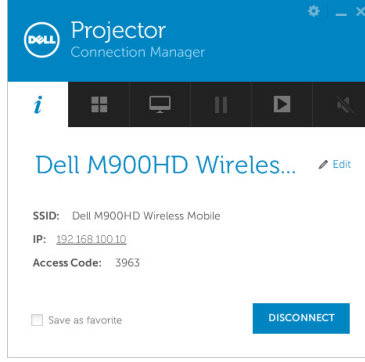 DELL
Projector
Connection Manager
i
Dell M900HD Wireles... Edit
SSID: Dell M900HD Wireless Mobile
IP: 192.168.100.10
Access Code: 3963
Save as favorite
DISCONNECT